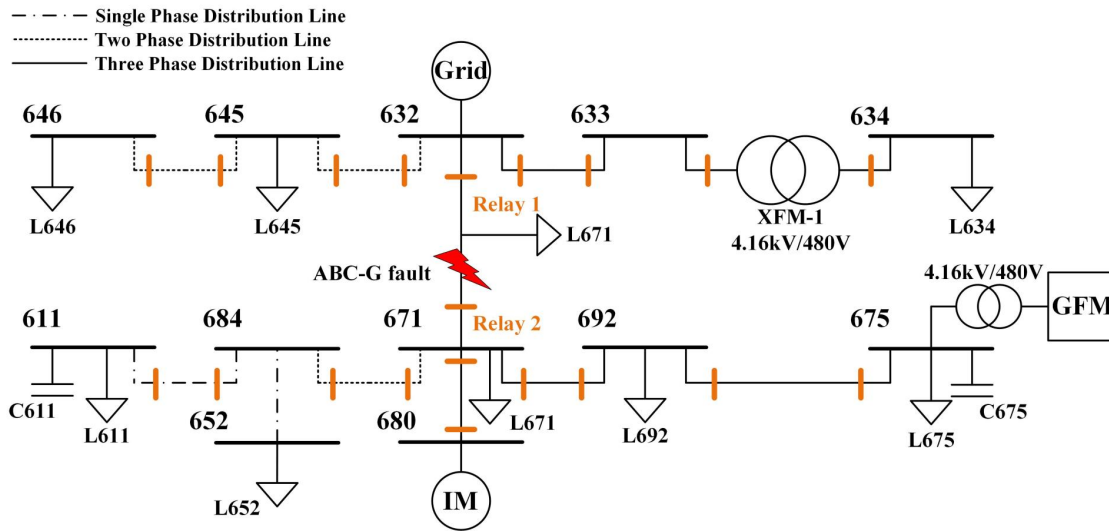 Single Phase Distribution Line
Two Phase Distribution Line
Three Phase Distribution Line
Grid
646
645
632
633
634
Relay 1
L646
L645
L671
XFM-1
4.16kV/480V
L634
ABC-G fault
4.16kV/480V
611
684
671
Relay 2
692
675
GFM
C611
L611
652
680
L671
L692
L675
C675
L652
IM